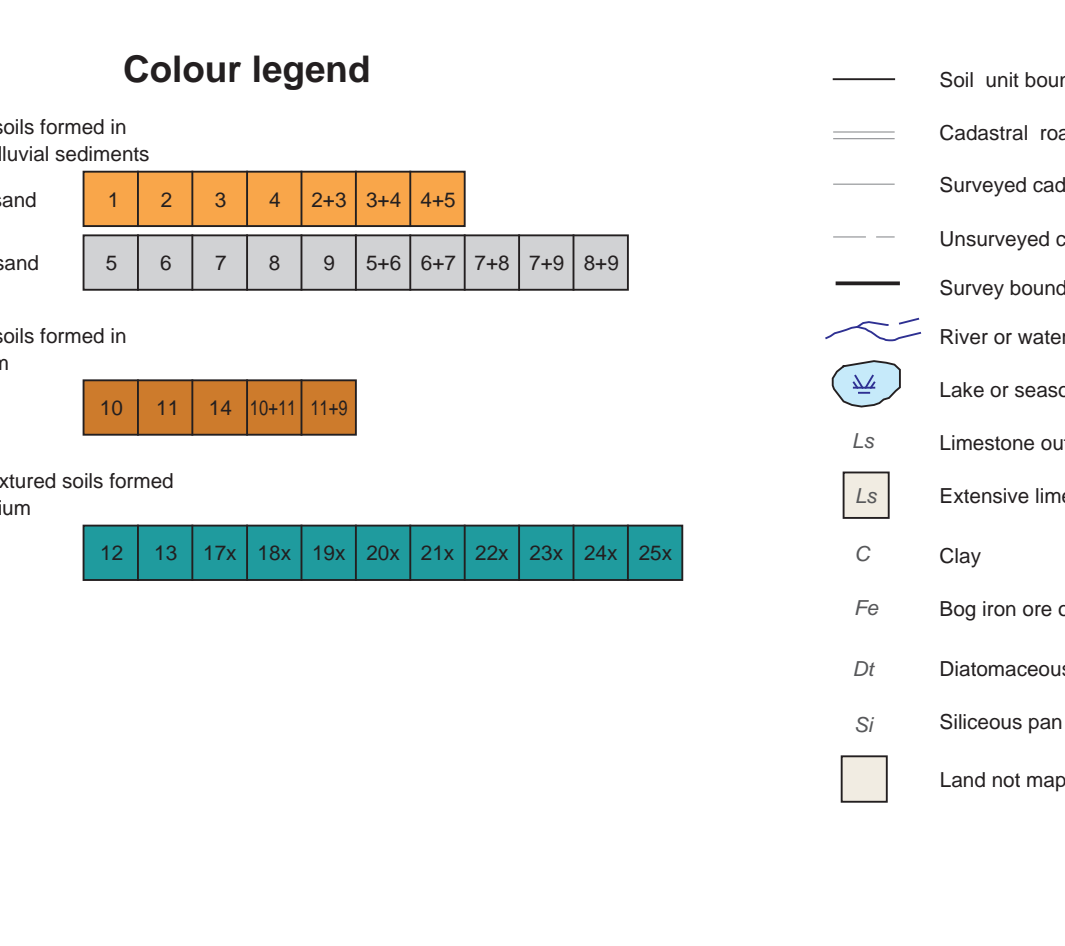 Colour legend
soils formed in
lluvial sediments
sand
1 2 3 4 2+3 3+4 4+5
sand
5 6 7 8 9 5+6 6+7 7+8 7+9 8+9
soils formed in
10 11 14 10+11 11+9
xtured soils formed
ium
12 13 17x 18x 19x 20x 21x 22x 23x 24x 25x
Soil unit boun
Cadastral roa
Surveyed cad
Unsurveyed c
Survey bound
River or water
Lake or seaso
Ls Limestone out
Ls Extensive lime
C Clay
Fe Bog iron ore o
Dt Diatomaceous
Si Siliceous pan
Land not map